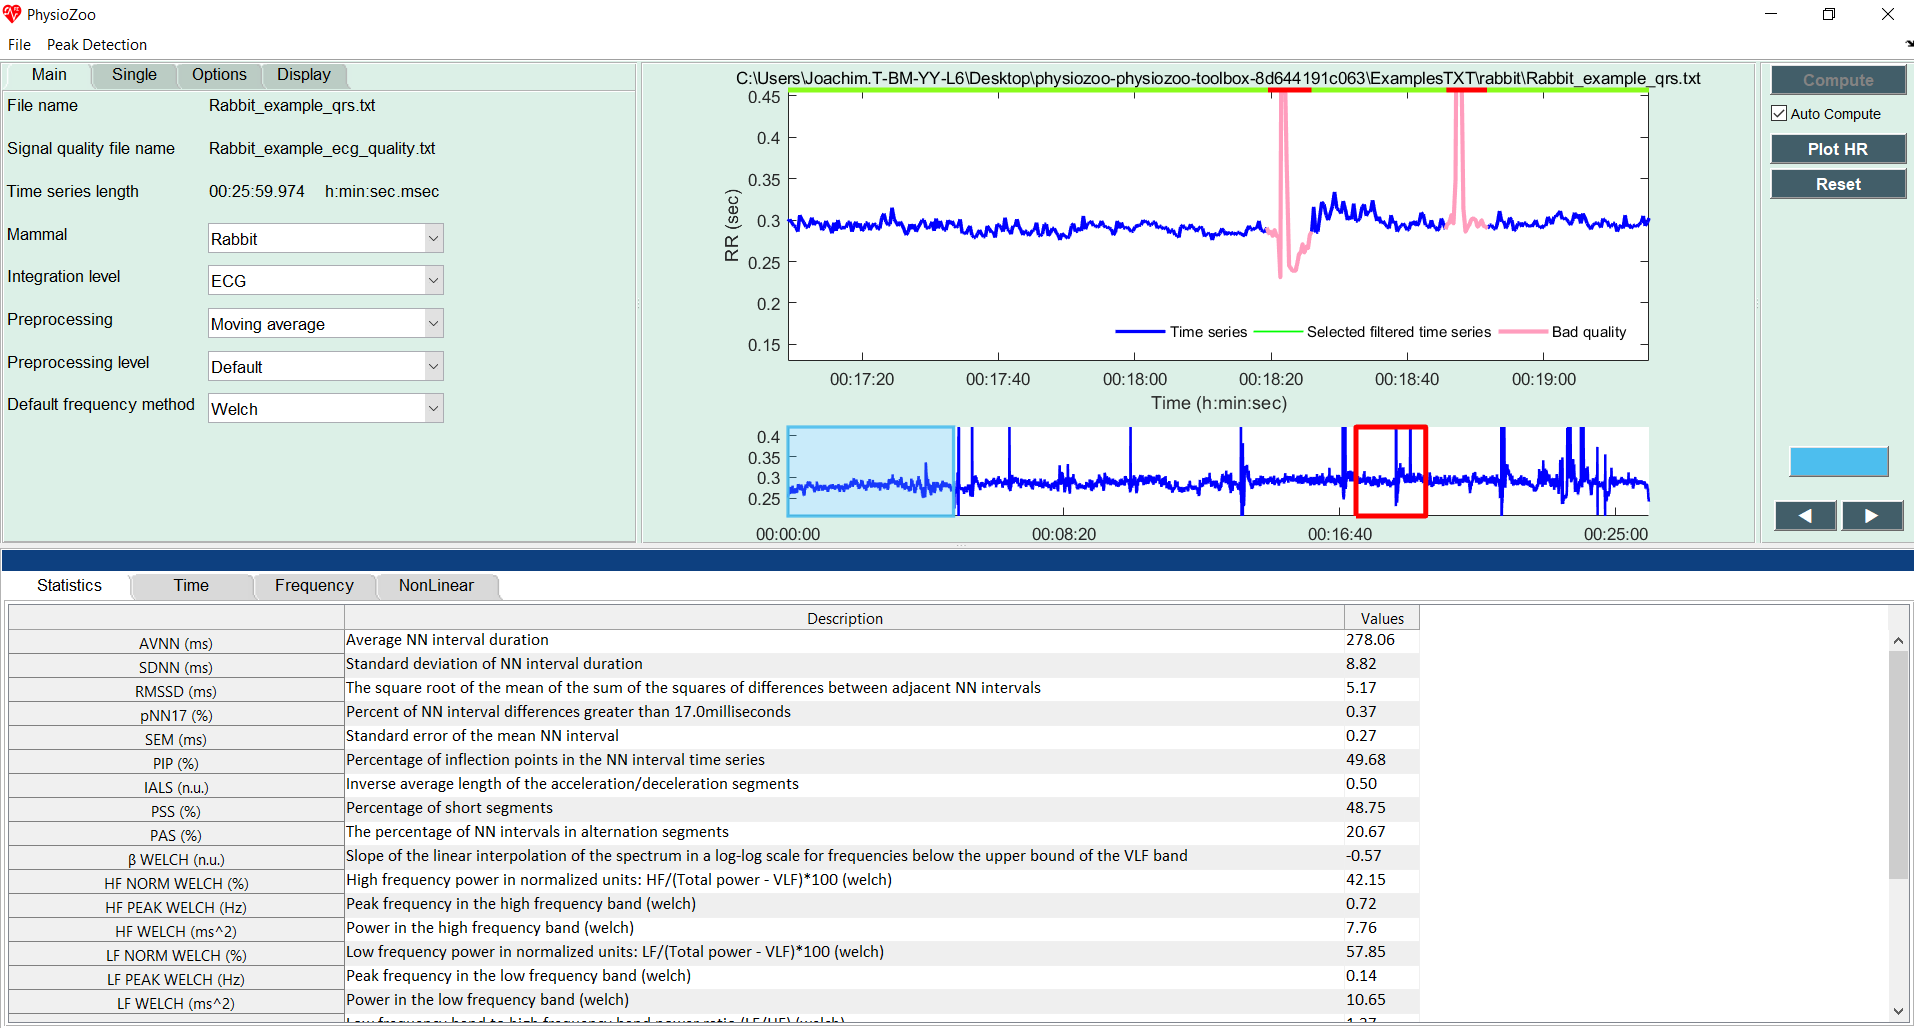 PhysioZoo
File Peak Detection
Main Single Options Display
File name Rabbit_example_qrs.txt
Signal quality file name Rabbit_example_ecg_quality.txt
Time series length 00:25:59.974 h:min:sec.msec
Mammal Rabbit
Integration level ECG
Preprocessing Moving average
Preprocessing level Default
Default frequency method Welch
C:\Users\Joachim.T-BM-YY-L6\Desktop\physiozoo-physiozoo-toolbox-8d644191c063\ExamplesTXT\rabbit\Rabbit_example_qrs.txt
0.45
0.4
0.35
0.3
0.25
0.2
0.15
RR (sec)
Time series Selected filtered time series Bad quality
00:17:20 00:17:40 00:18:00 00:18:20 00:18:40 00:19:00
Time (h:min:sec)
0.4
0.35
0.3
0.25
00:00:00 00:08:20 00:16:40 00:25:00
Compute
Auto Compute
Plot HR
Reset
Statistics Time Frequency NonLinear
Description Values
AVNN (ms) Average NN interval duration 278.06
SDNN (ms) Standard deviation of NN interval duration 8.82
RMSSD (ms) The square root of the mean of the sum of the squares of differences between adjacent NN intervals 5.17
pNN17 (%) Percent of NN interval differences greater than 17.0milliseconds 0.37
SEM (ms) Standard error of the mean NN interval 0.27
PIP (%) Percentage of inflection points in the NN interval time series 49.68
IALS (n.u.) Inverse average length of the acceleration/deceleration segments 0.50
PSS (%) Percentage of short segments 48.75
PAS (%) The percentage of NN intervals in alternation segments 20.67
β WELCH (n.u.) Slope of the linear interpolation of the spectrum in a log-log scale for frequencies below the upper bound of the VLF band -0.57
HF NORM WELCH (%) High frequency power in normalized units: HF/(Total power - VLF)*100 (welch) 42.15
HF PEAK WELCH (Hz) Peak frequency in the high frequency band (welch) 0.72
HF WELCH (ms^2) Power in the high frequency band (welch) 7.76
LF NORM WELCH (%) Low frequency power in normalized units: LF/(Total power - VLF)*100 (welch) 57.85
LF PEAK WELCH (Hz) Peak frequency in the low frequency band (welch) 0.14
LF WELCH (ms^2) Power in the low frequency band (welch) 10.65
Low frequency band to high frequency band power ratio (LF/HF) (welch) 1.37